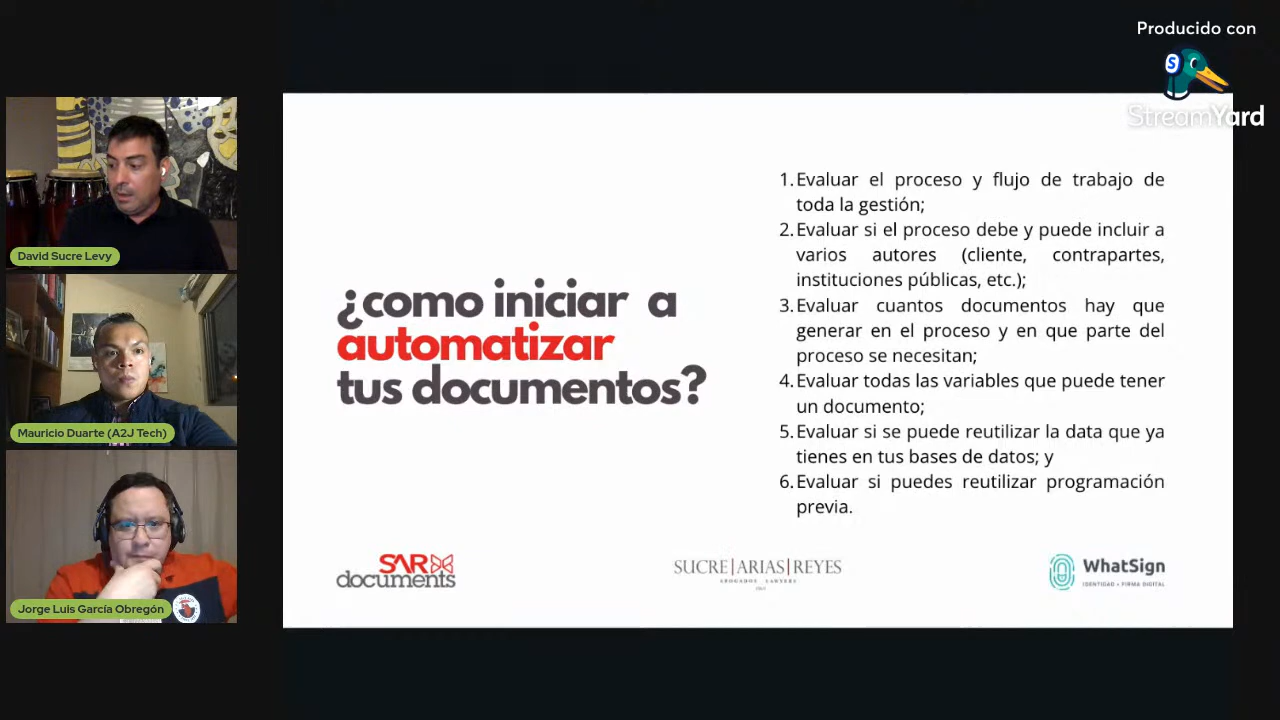 Producido con
StreamYard
David Sucre Levy
Mauricio Duarte (A2J Tech)
Jorge Luis García Obregón
¿como iniciar a
automatizar
tus documentos?
1. Evaluar el proceso y flujo de trabajo de
toda la gestión;
2. Evaluar si el proceso debe y puede incluir a
varios autores (cliente, contrapartes,
instituciones públicas, etc.);
3. Evaluar cuantos documentos hay que
generar en el proceso y en que parte del
proceso se necesitan;
4. Evaluar todas las variables que puede tener
un documento;
5. Evaluar si se puede reutilizar la data que ya
tienes en tus bases de datos; y
6. Evaluar si puedes reutilizar programación
previa.
SAR
documents
SUCRE|ARIAS|REYES
ABOGADOS LAWYERS
WhatSign
IDENTIDAD + FIRMA DIGITAL